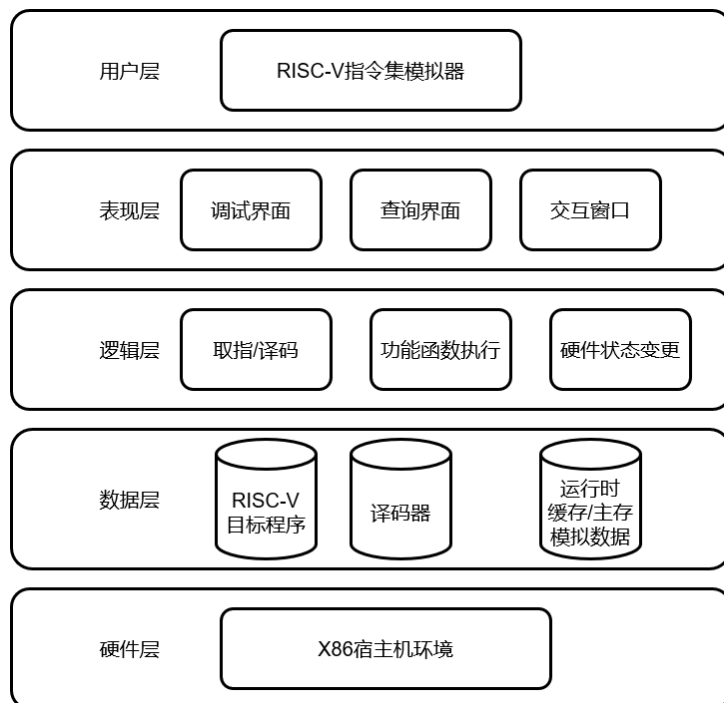 用户层
RISC-V指令集模拟器
表现层
调试界面
查询界面
交互窗口
逻辑层
取指/译码
功能函数执行
硬件状态变更
数据层
RISC-V
目标程序
译码器
运行时
缓存/主存
模拟数据
硬件层
X86宿主机环境